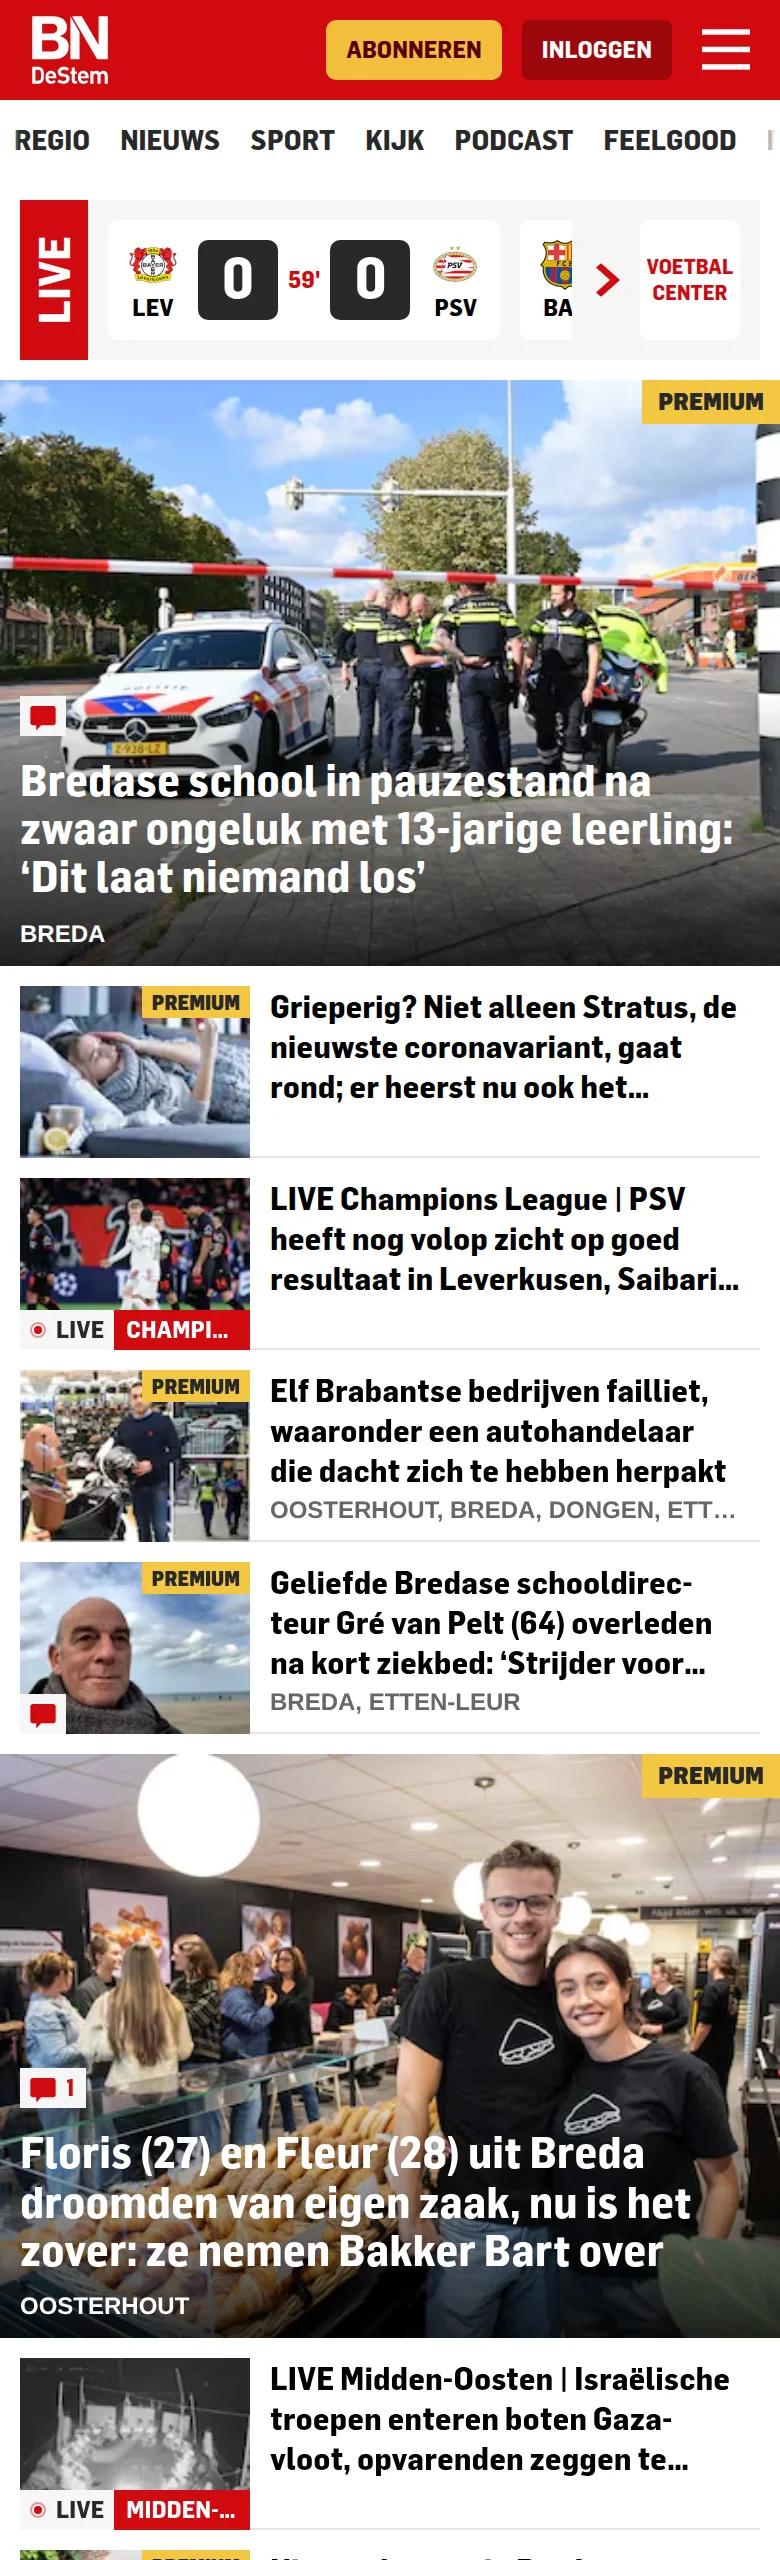 BN
DeStem
ABONNEREN
INLOGGEN
REGIO NIEUWS SPORT KIJK PODCAST FEELGOOD
LIVE
LEV
0
59'
0
PSV
BA
VOETBAL
CENTER
PREMIUM
POLITIE
Z-938-LZ
Bredase school in pauzestand na
zwaar ongeluk met 13-jarige leerling:
‘Dit laat niemand los’
BREDA
PREMIUM
Grieperig? Niet alleen Stratus, de
nieuwste coronavariant, gaat
rond; er heerst nu ook het...
LIVE Champions League | PSV
heeft nog volop zicht op goed
resultaat in Leverkusen, Saibari...
LIVE CHAMPI...
PREMIUM
Elf Brabantse bedrijven failliet,
waaronder een autohandelaar
die dacht zich te hebben herpakt
OOSTERHOUT, BREDA, DONGEN, ETT...
PREMIUM
Geliefde Bredase schooldirec-
teur Gré van Pelt (64) overleden
na kort ziekbed: ‘Strijder voor...
BREDA, ETTEN-LEUR
PREMIUM
1
Floris (27) en Fleur (28) uit Breda
droomden van eigen zaak, nu is het
zover: ze nemen Bakker Bart over
OOSTERHOUT
LIVE Midden-Oosten | Israëlische
troepen enteren boten Gaza-
vloot, opvarenden zeggen te...
LIVE MIDDEN-...